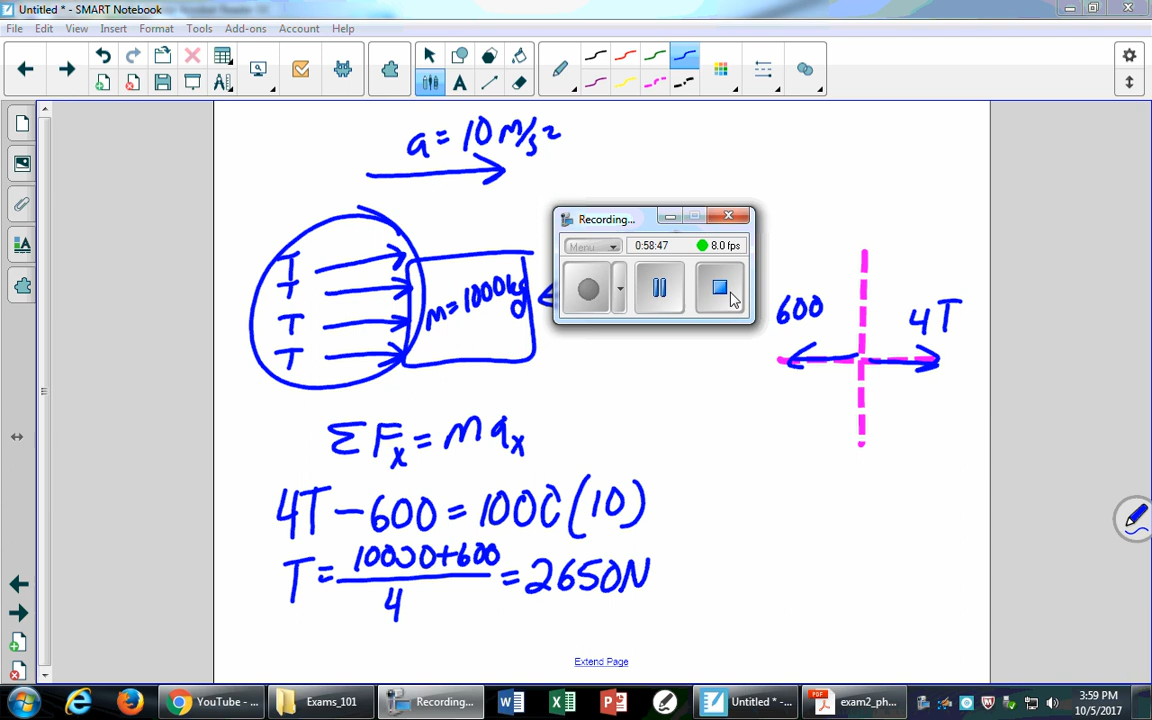 Untitled * - SMART Notebook
File Edit View Insert Format Tools Add-ons Account Help
a = 10 m/s²
Recording...
Menu 0:58:47 8.0 fps
T
T
T
T
m = 1000kg
600
4T
ΣFx = max
4T - 600 = 1000(10)
T = 10000+600 / 4 = 2650N
Extend Page
YouTube - ...
Exams_101
Recording...
Untitled * -...
exam2_ph...
3:59 PM
10/5/2017